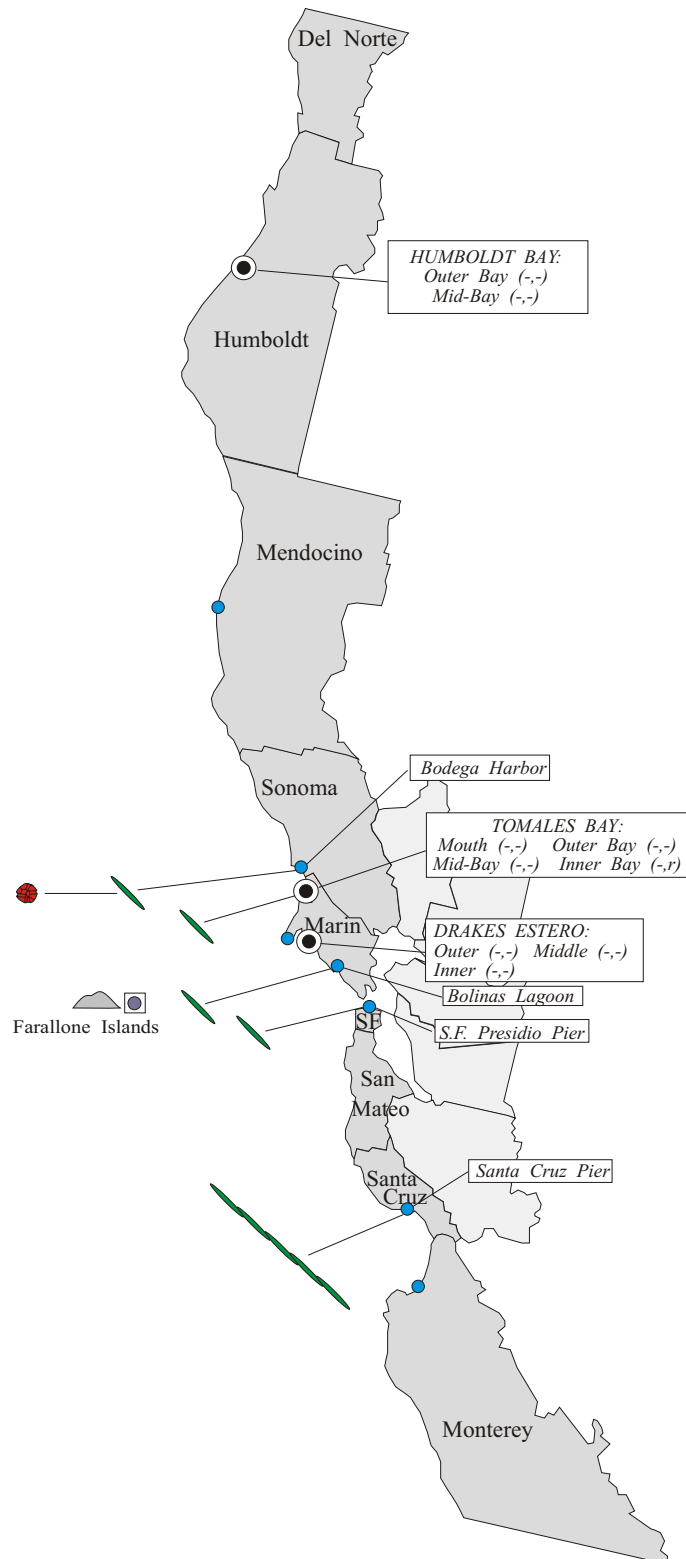 Del Norte
HUMBOLDT BAY:
Outer Bay (-,-)
Mid-Bay (-,-)
Humboldt
Mendocino
Bodega Harbor
Sonoma
TOMALES BAY:
Mouth (-,-) Outer Bay (-,-)
Mid-Bay (-,-) Inner Bay (-,r)
Marin
DRAKES ESTERO:
Outer (-,-) Middle (-,-)
Inner (-,-)
Bolinas Lagoon
Farallone Islands
SF
S.F. Presidio Pier
San
Mateo
Santa Cruz Pier
Santa
Cruz
Monterey